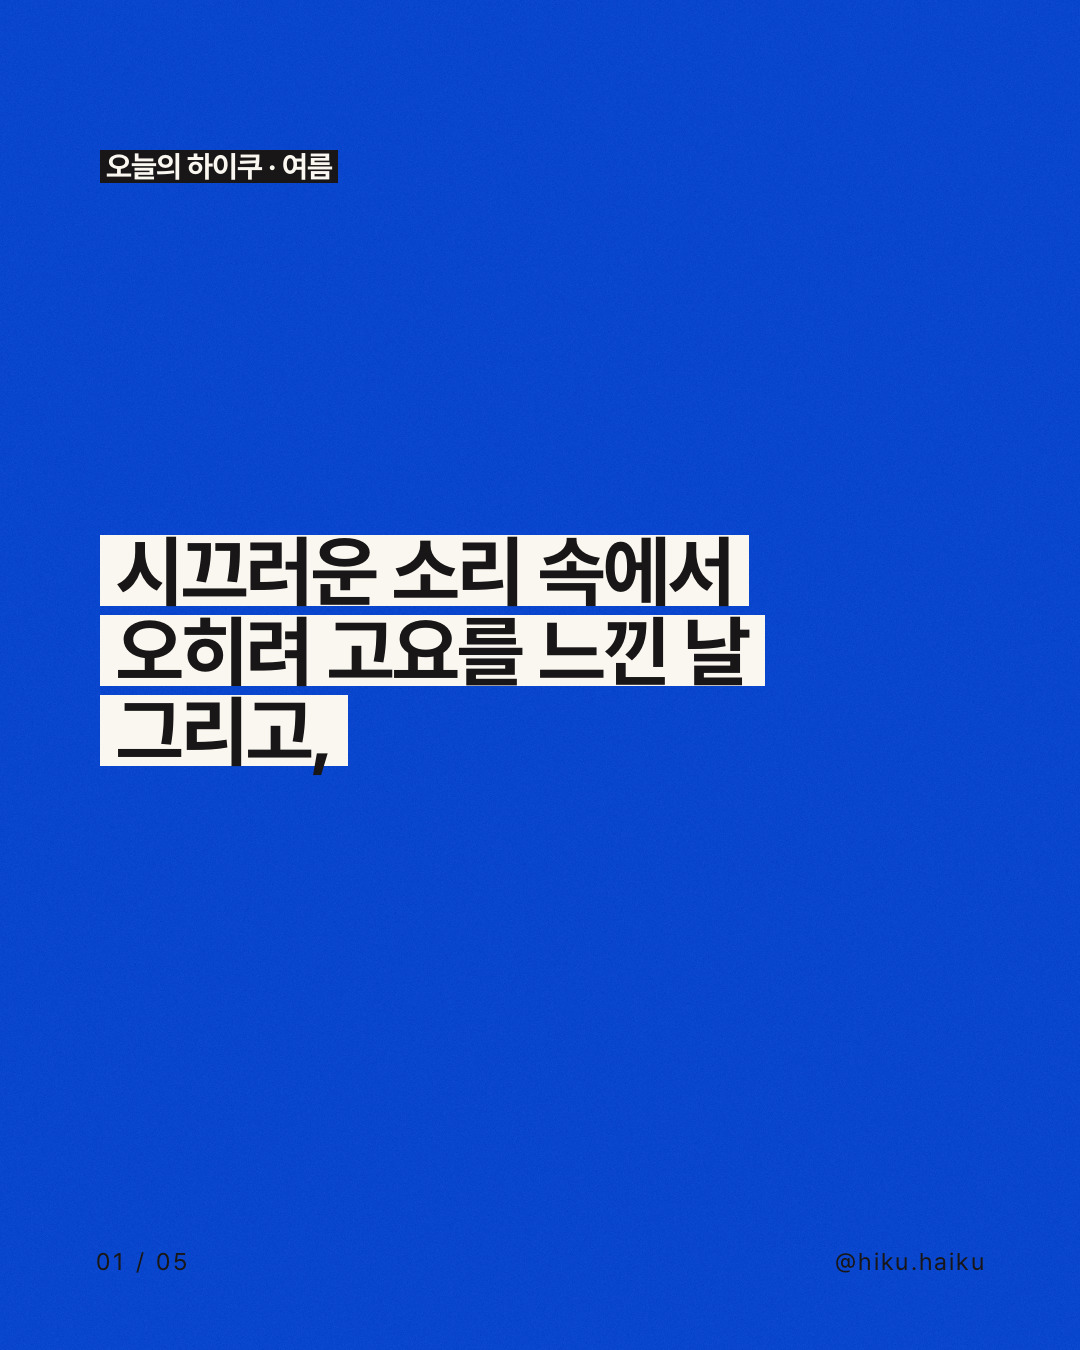 오늘의 하이쿠 · 여름
시끄러운 소리 속에서
오히려 고요를 느낀 날
그리고,
01 / 05
@hiku.haiku